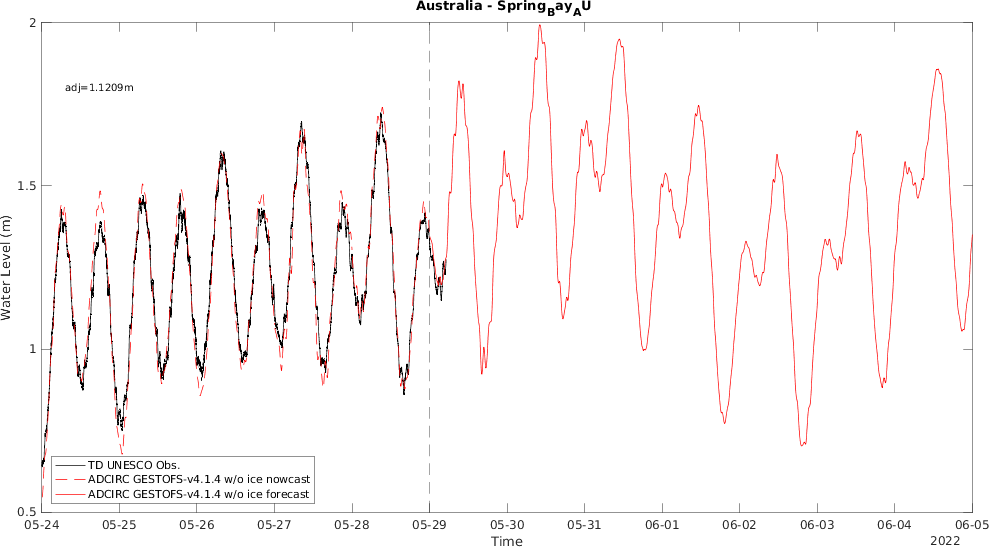 Australia - Spring_Bay_AU
adj=1.1209m
Water Level (m)
2
1.5
1
0.5
TD UNESCO Obs.
ADCIRC GESTOFS-v4.1.4 w/o ice nowcast
ADCIRC GESTOFS-v4.1.4 w/o ice forecast
05-24 05-25 05-26 05-27 05-28 05-29 05-30 05-31 06-01 06-02 06-03 06-04 06-05
Time
2022